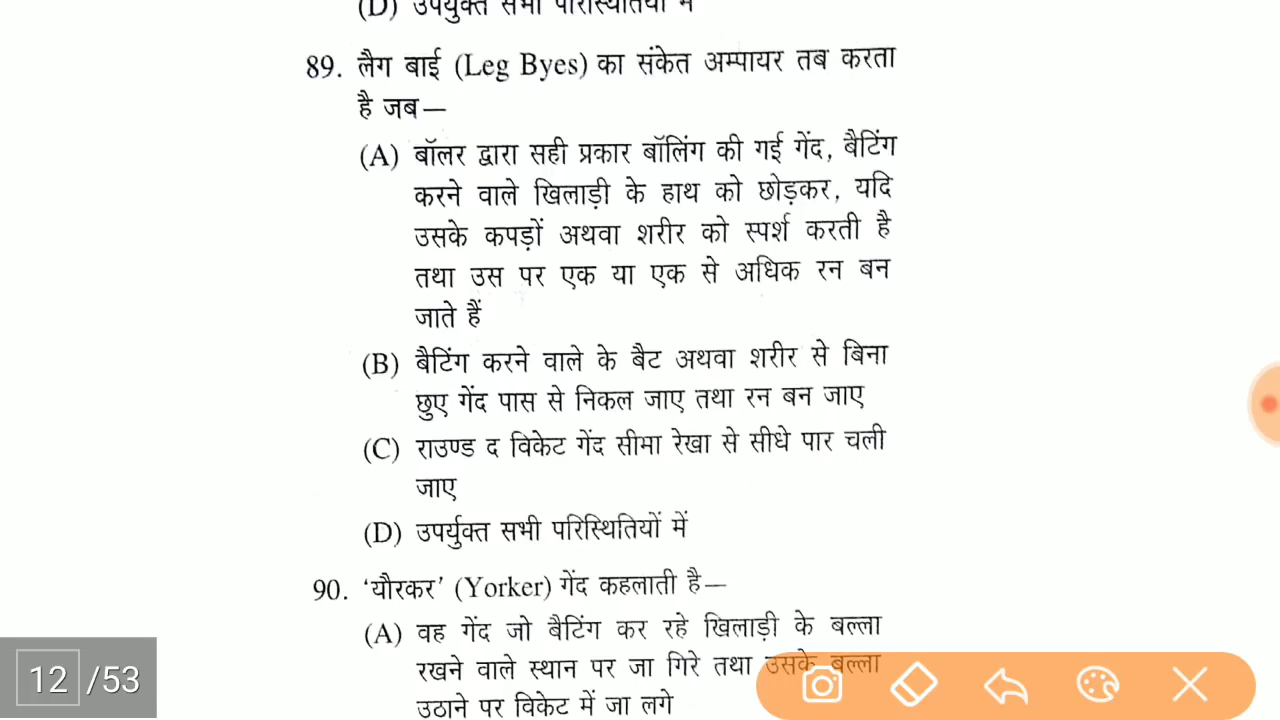 (D) उपर्युक्त सभी परिस्थितियों में
89. लैग बाई (Leg Byes) का संकेत अम्पायर तब करता
है जब—
(A) बॉलर द्वारा सही प्रकार बॉलिंग की गई गेंद, बैटिंग
करने वाले खिलाड़ी के हाथ को छोड़कर, यदि
उसके कपड़ों अथवा शरीर को स्पर्श करती है
तथा उस पर एक या एक से अधिक रन बन
जाते हैं
(B) बैटिंग करने वाले के बैट अथवा शरीर से बिना
छुए गेंद पास से निकल जाए तथा रन बन जाए
(C) राउण्ड द विकेट गेंद सीमा रेखा से सीधे पार चली
जाए
(D) उपर्युक्त सभी परिस्थितियों में
90. ‘यौरकर’ (Yorker) गेंद कहलाती है—
(A) वह गेंद जो बैटिंग कर रहे खिलाड़ी के बल्ला
रखने वाले स्थान पर जा गिरे तथा उसके बल्ला
उठाने पर विकेट में जा लगे
12 /53